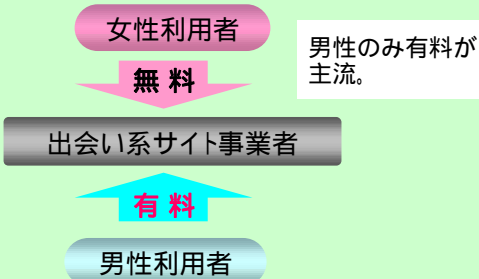 女性利用者
男性のみ有料が
主流。
無料
出会い系サイト事業者
有料
男性利用者